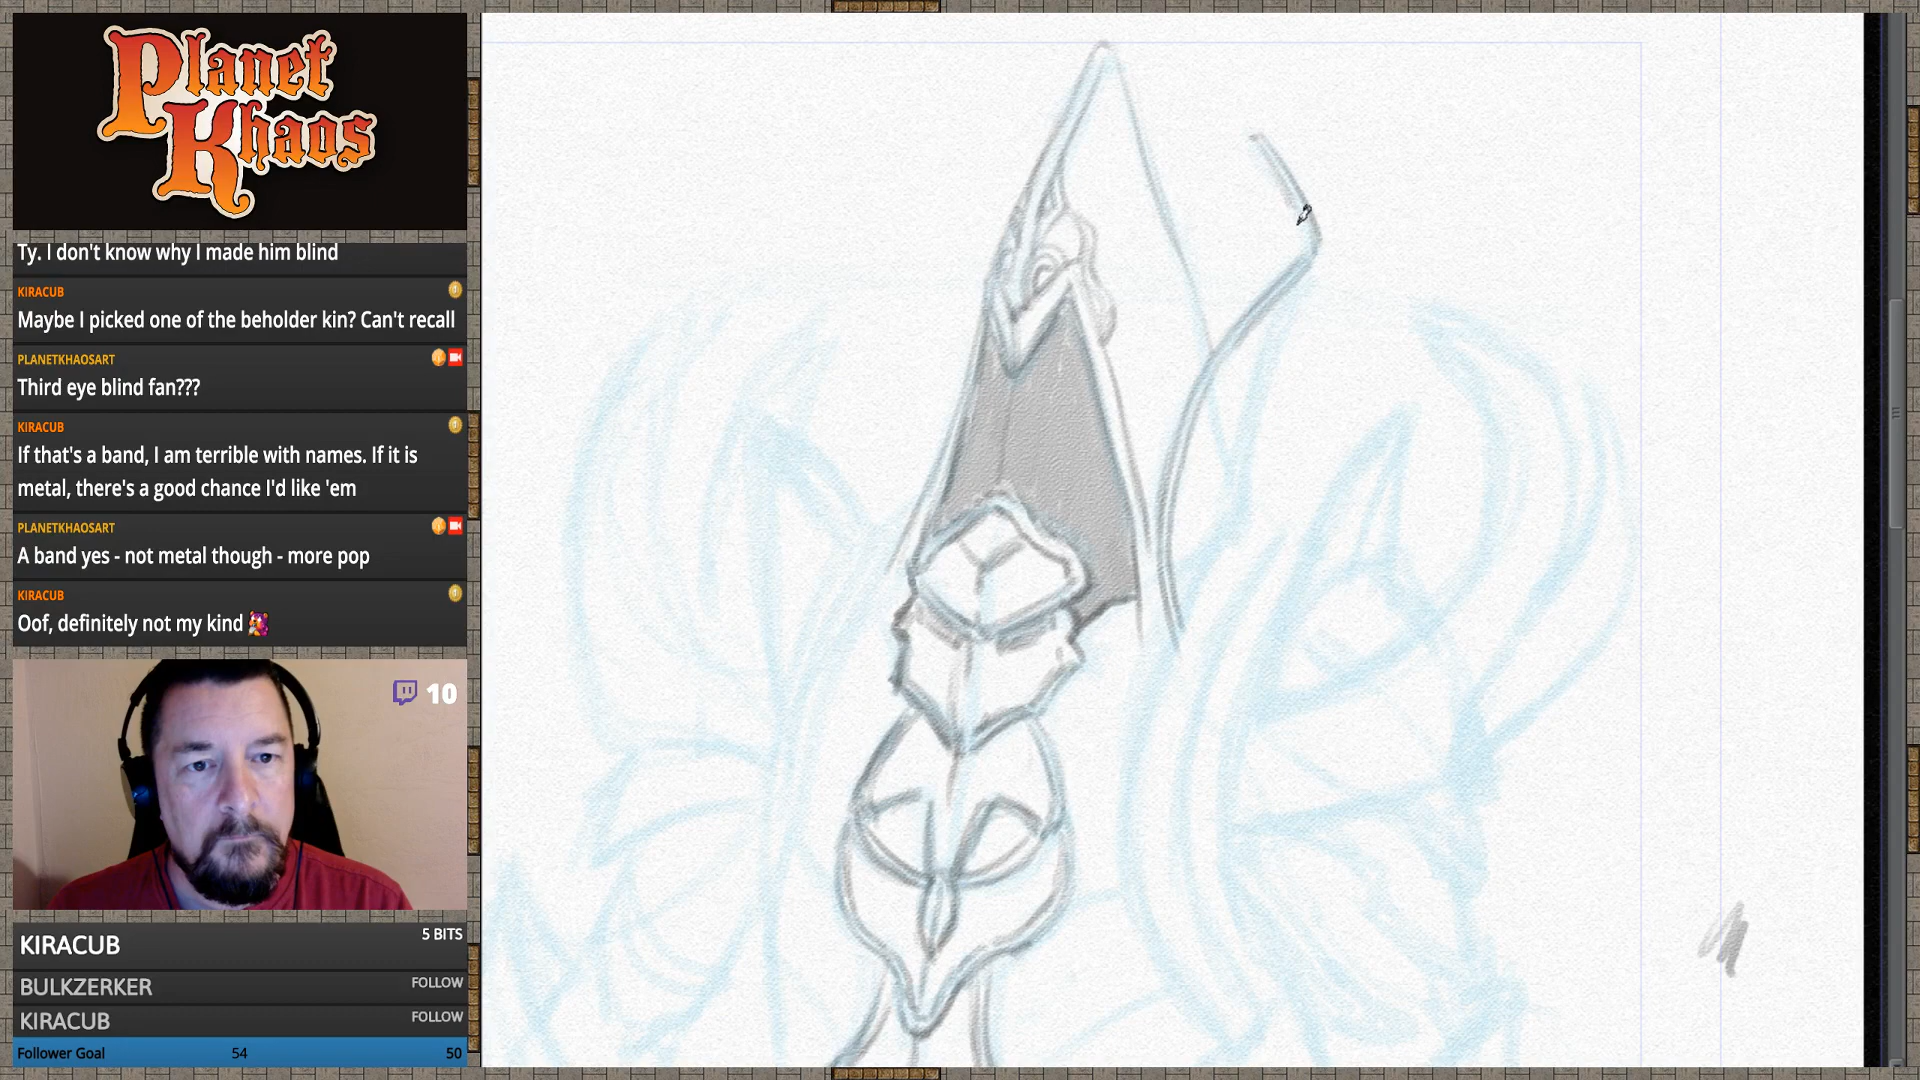 Planet
Khaos
Ty. I don't know why I made him blind
KIRACUB
Maybe I picked one of the beholder kin? Can't recall
PLANETKHAOSART
Third eye blind fan???
KIRACUB
If that's a band, I am terrible with names. If it is
metal, there's a good chance I'd like 'em
PLANETKHAOSART
A band yes - not metal though - more pop
KIRACUB
Oof, definitely not my kind
10
KIRACUB 5 BITS
BULKZERKER FOLLOW
KIRACUB FOLLOW
Follower Goal 54 50